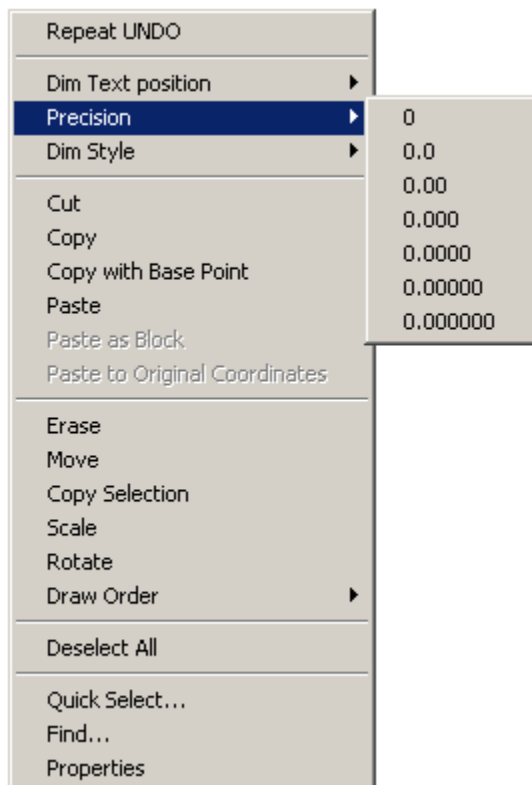 Repeat UNDO
Dim Text position
Precision
Dim Style
Cut
Copy
Copy with Base Point
Paste
Paste as Block
Paste to Original Coordinates
Erase
Move
Copy Selection
Scale
Rotate
Draw Order
Deselect All
Quick Select...
Find...
Properties
0
0.0
0.00
0.000
0.0000
0.00000
0.000000